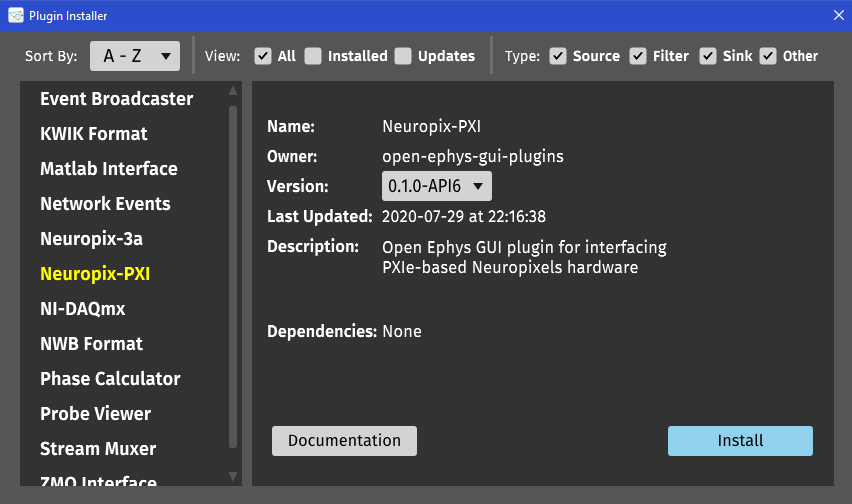 Plugin Installer
Sort By: A - Z View: All Installed Updates Type: Source Filter Sink Other
Event Broadcaster
KWIK Format
Matlab Interface
Network Events
Neuropix-3a
Neuropix-PXI
NI-DAQmx
NWB Format
Phase Calculator
Probe Viewer
Stream Muxer
ZMQ Interface
Name: Neuropix-PXI
Owner: open-ephys-gui-plugins
Version: 0.1.0-API6
Last Updated: 2020-07-29 at 22:16:38
Description: Open Ephys GUI plugin for interfacing
PXIe-based Neuropixels hardware
Dependencies: None
Documentation Install